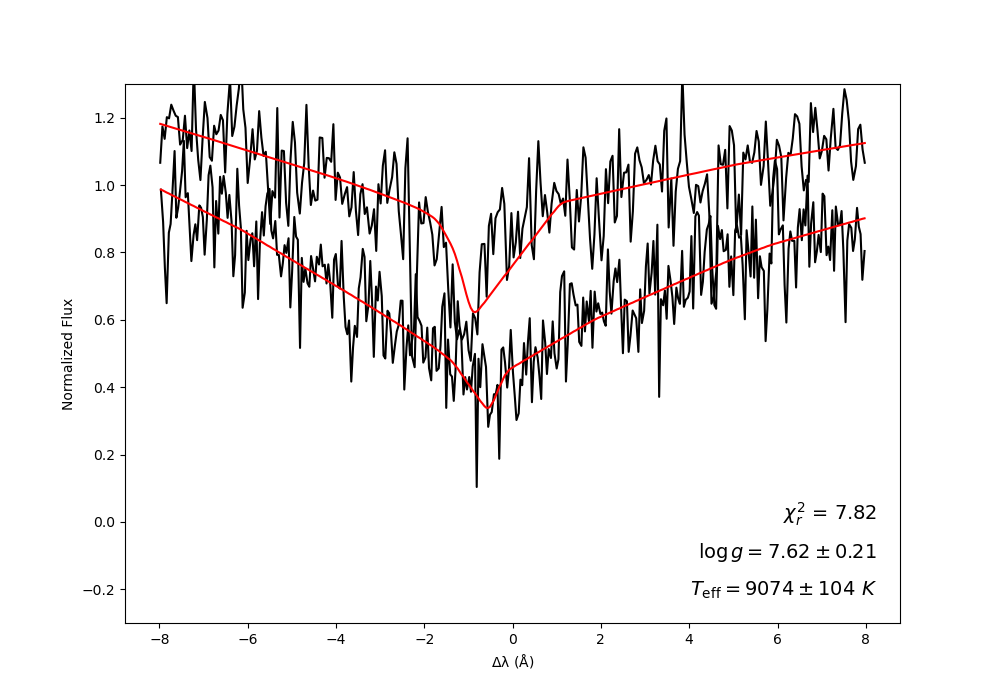 1.2
1.0
0.8
0.6
0.4
0.2
0.0
−0.2
Normalized Flux
χ²ᵣ = 7.82
log g = 7.62 ± 0.21
T_eff = 9074 ± 104 K
−8 −6 −4 −2 0 2 4 6 8
Δλ (Å)